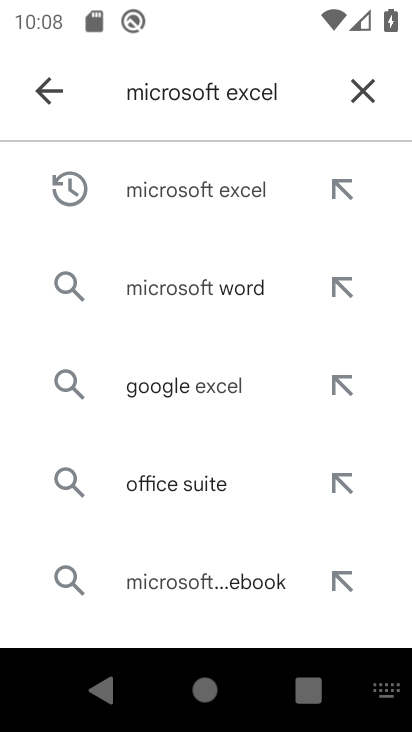 10:08
microsoft excel
microsoft excel
microsoft word
google excel
office suite
microsoft...ebook